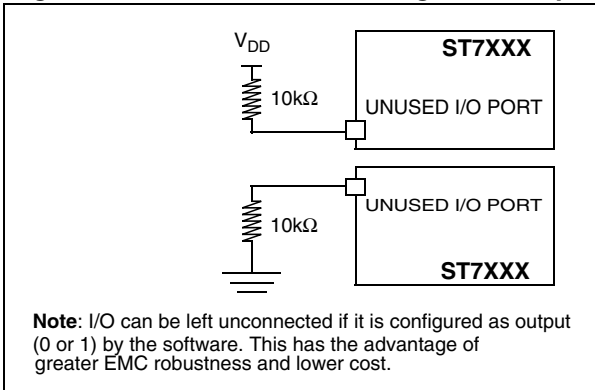 V_DD
ST7XXX
10kΩ
UNUSED I/O PORT
UNUSED I/O PORT
10kΩ
ST7XXX
Note: I/O can be left unconnected if it is configured as output
(0 or 1) by the software. This has the advantage of
greater EMC robustness and lower cost.